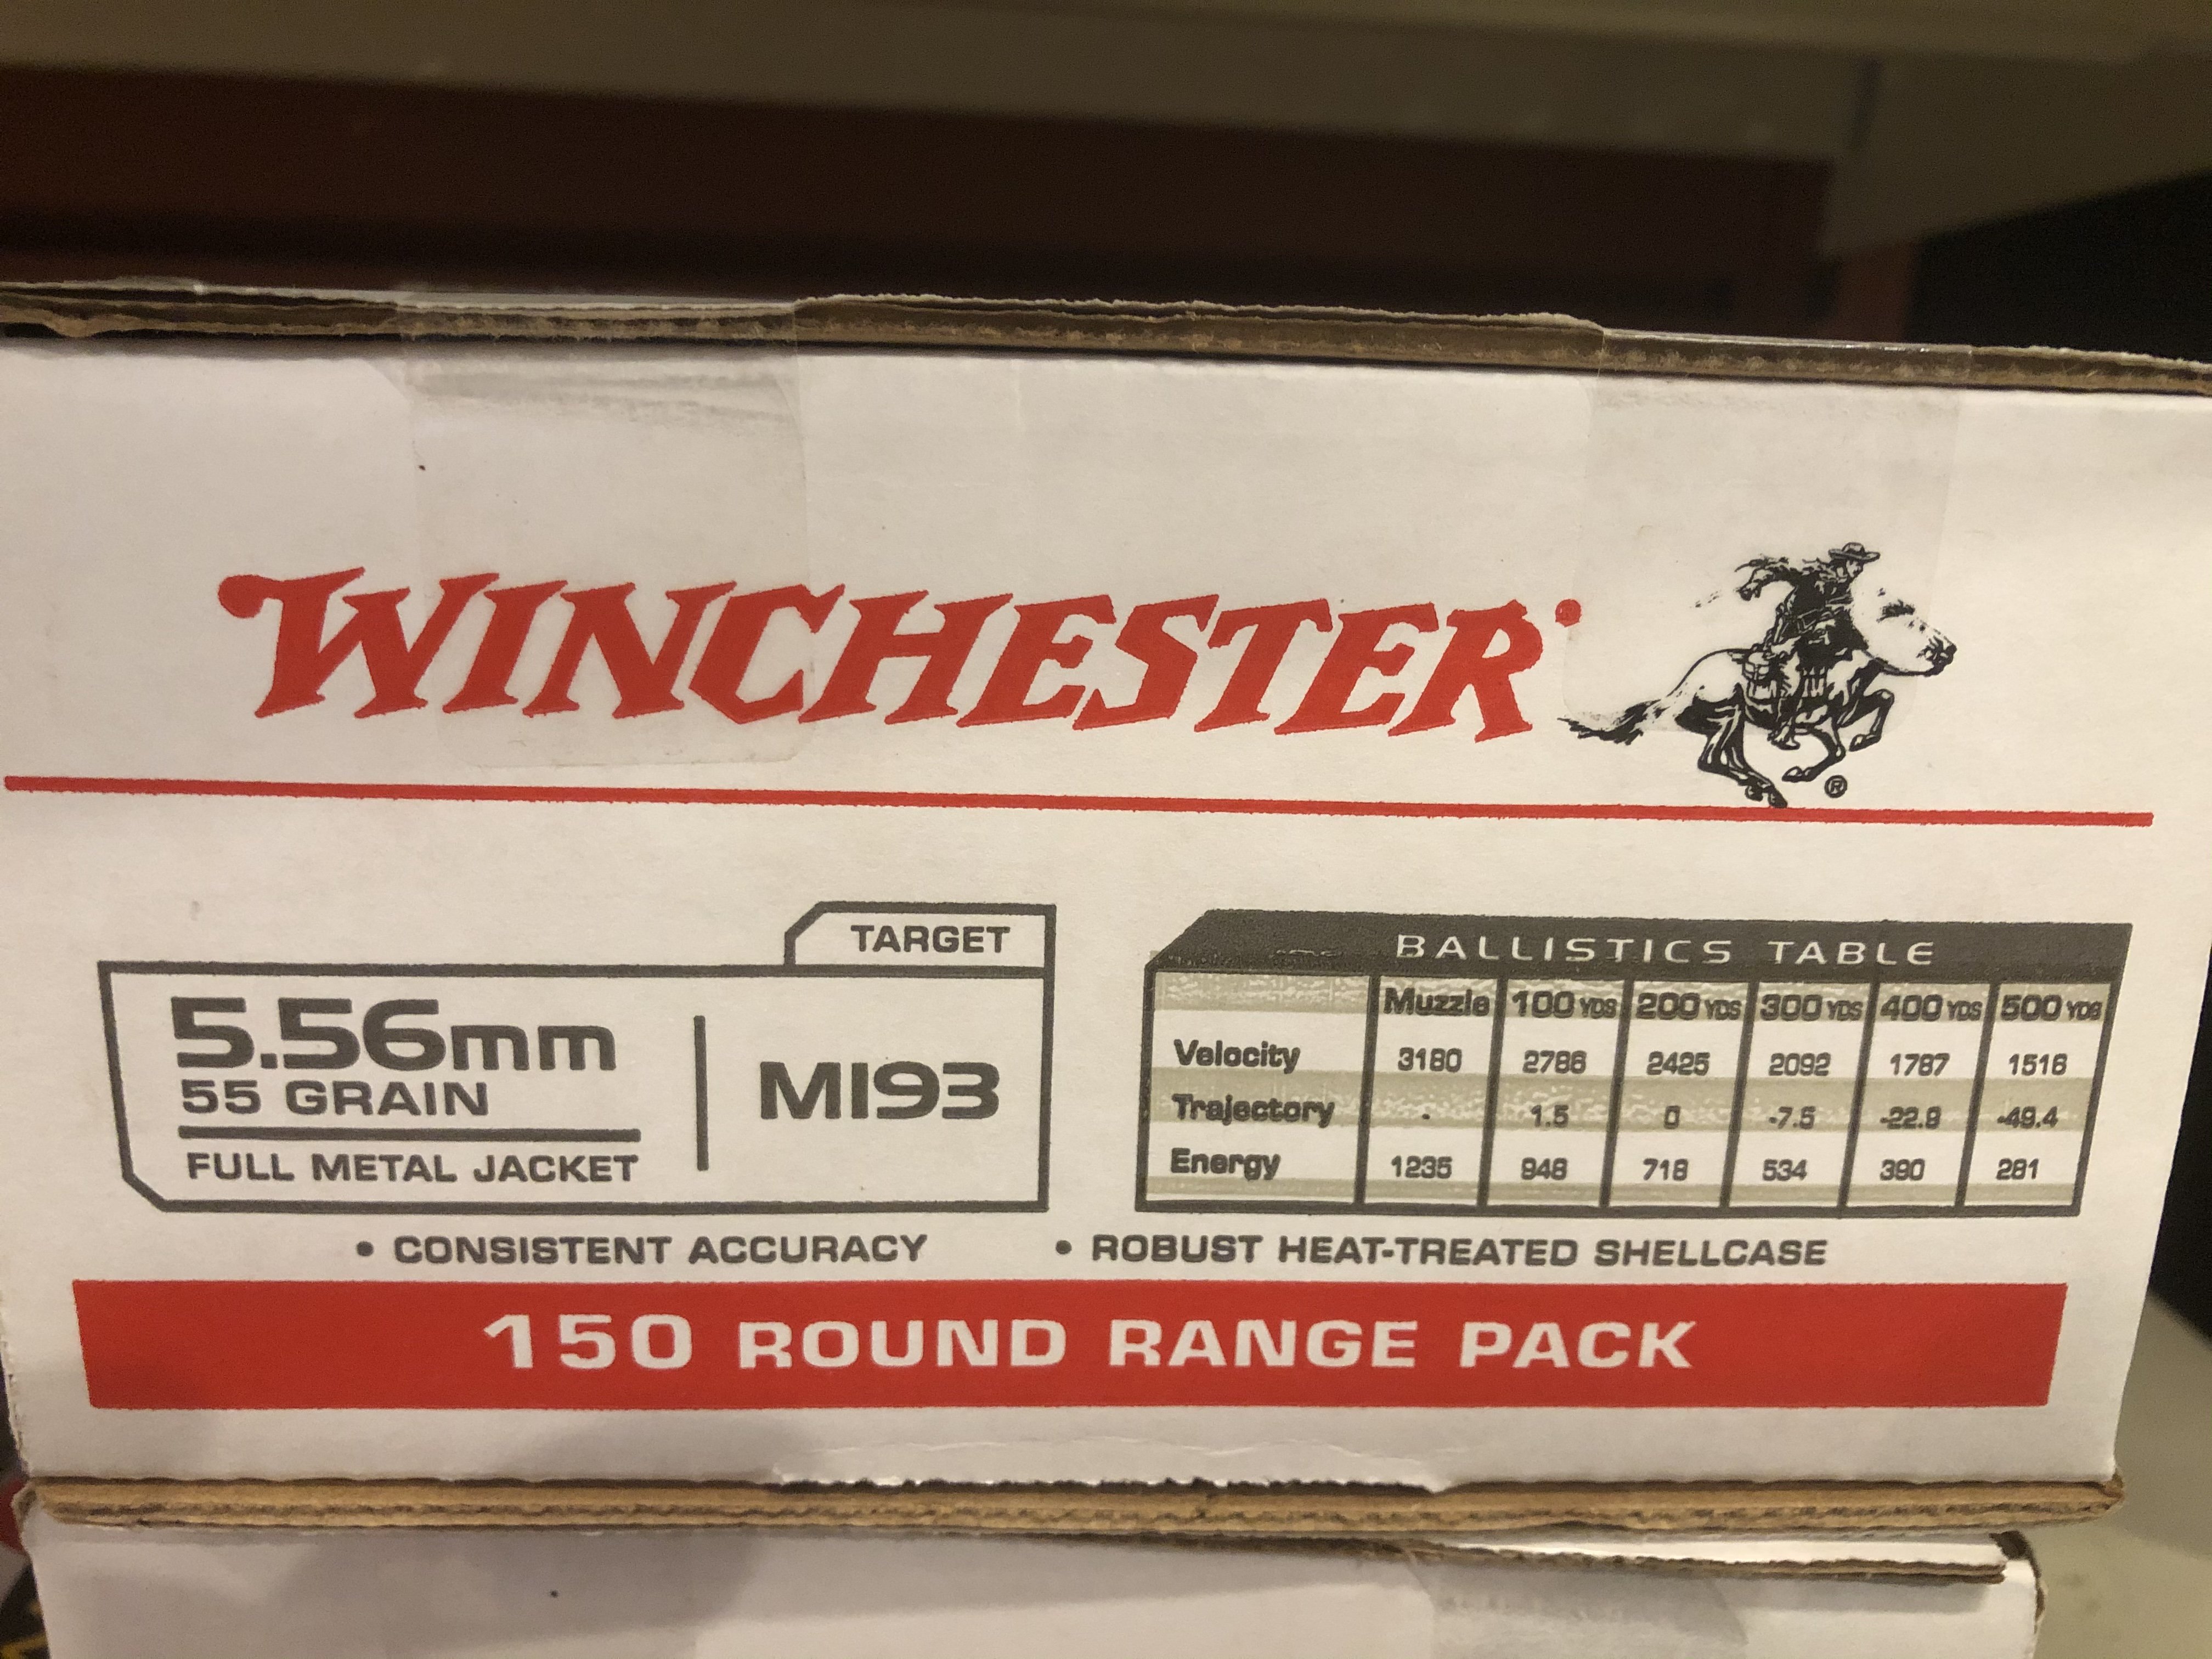 WINCHESTER
®
TARGET
5.56mm
55 GRAIN
FULL METAL JACKET
M193
BALLISTICS TABLE
Muzzle 100 YDS 200 YDS 300 YDS 400 YDS 500 YDS
Velocity 3180 2786 2425 2092 1787 1516
Trajectory - 1.5 0 -7.5 -22.9 -49.4
Energy 1235 948 718 534 390 281
• CONSISTENT ACCURACY • ROBUST HEAT-TREATED SHELLCASE
150 ROUND RANGE PACK